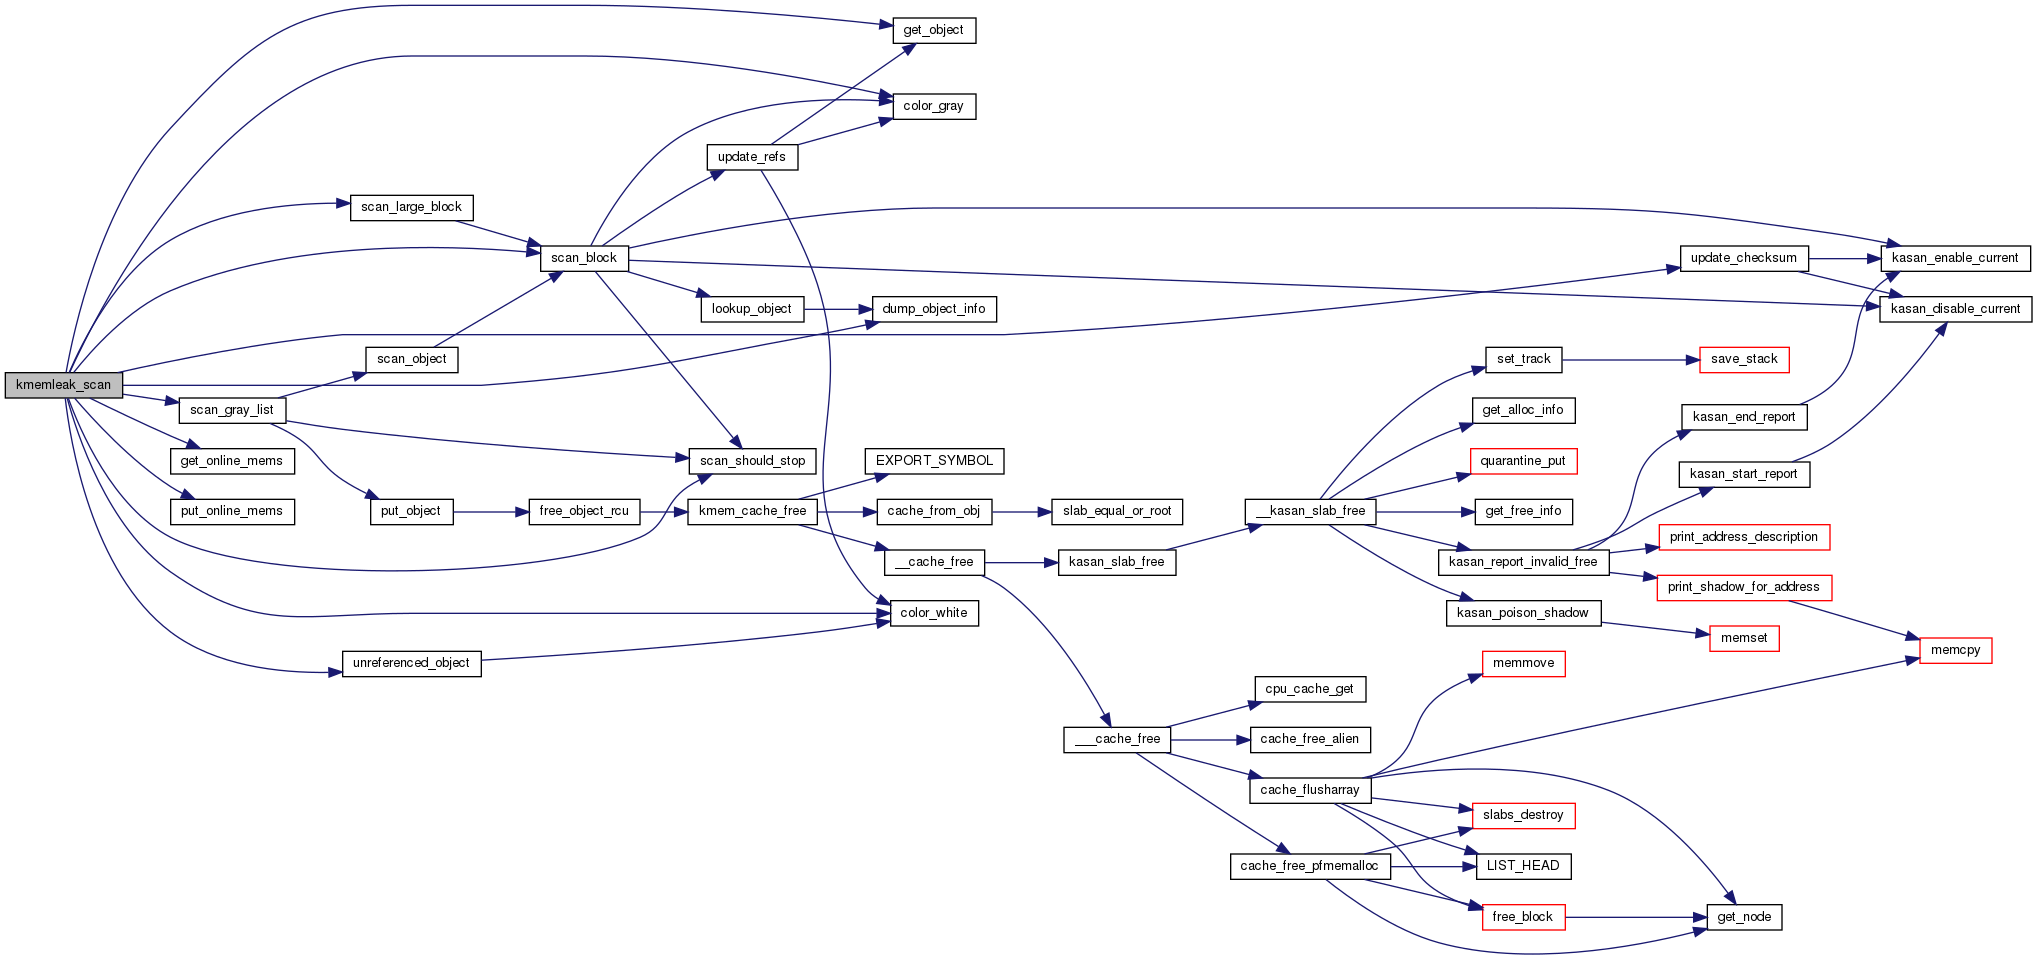 get_object
color_gray
update_refs
scan_large_block
scan_block
update_checksum
kasan_enable_current
lookup_object
dump_object_info
kasan_disable_current
scan_object
set_track
save_stack
kmemleak_scan
scan_gray_list
get_alloc_info
kasan_end_report
get_online_mems
scan_should_stop
EXPORT_SYMBOL
quarantine_put
kasan_start_report
put_online_mems
put_object
free_object_rcu
kmem_cache_free
cache_from_obj
slab_equal_or_root
__kasan_slab_free
get_free_info
print_address_description
__cache_free
kasan_slab_free
kasan_report_invalid_free
print_shadow_for_address
color_white
kasan_poison_shadow
memset
memcpy
unreferenced_object
memmove
cpu_cache_get
___cache_free
cache_free_alien
cache_flusharray
slabs_destroy
cache_free_pfmemalloc
LIST_HEAD
free_block
get_node